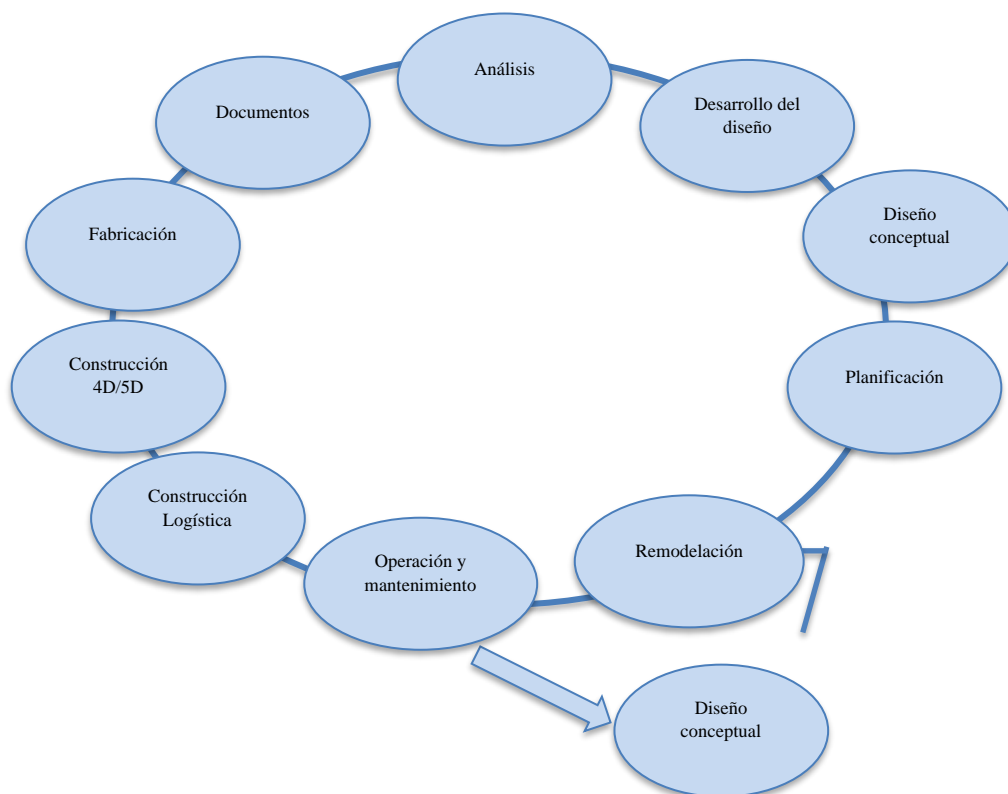 Análisis
Desarrollo del
diseño
Documentos
Diseño
conceptual
Fabricación
Construcción
4D/5D
Planificación
Construcción
Logística
Operación y
mantenimiento
Remodelación
Diseño
conceptual